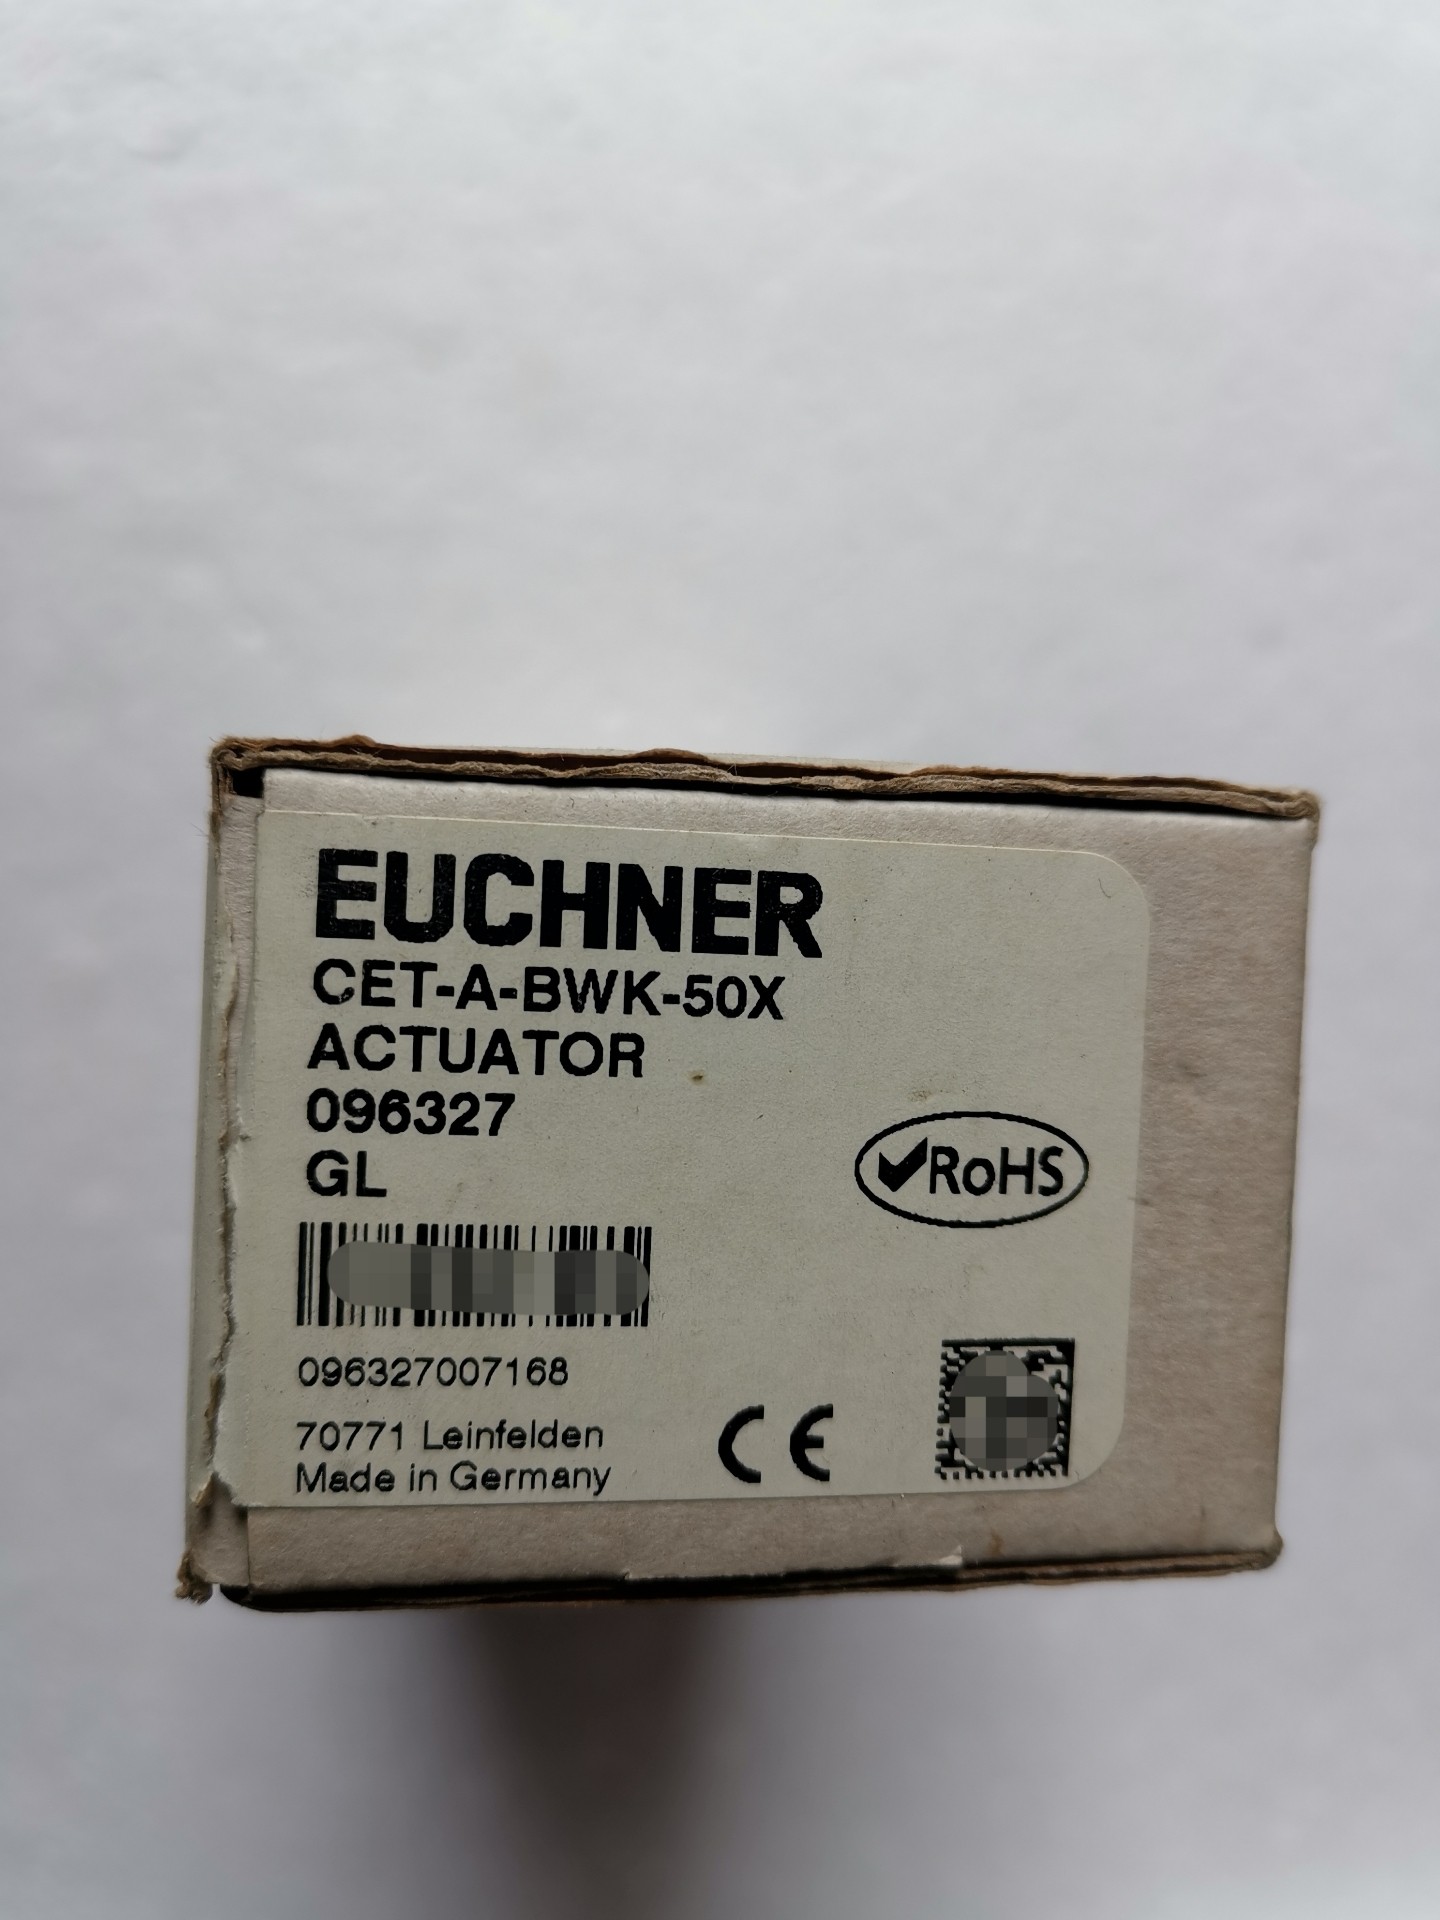 EUCHNER
CET-A-BWK-50X
ACTUATOR
096327
GL
RoHS
096327007168
70771 Leinfelden
Made in Germany
CE